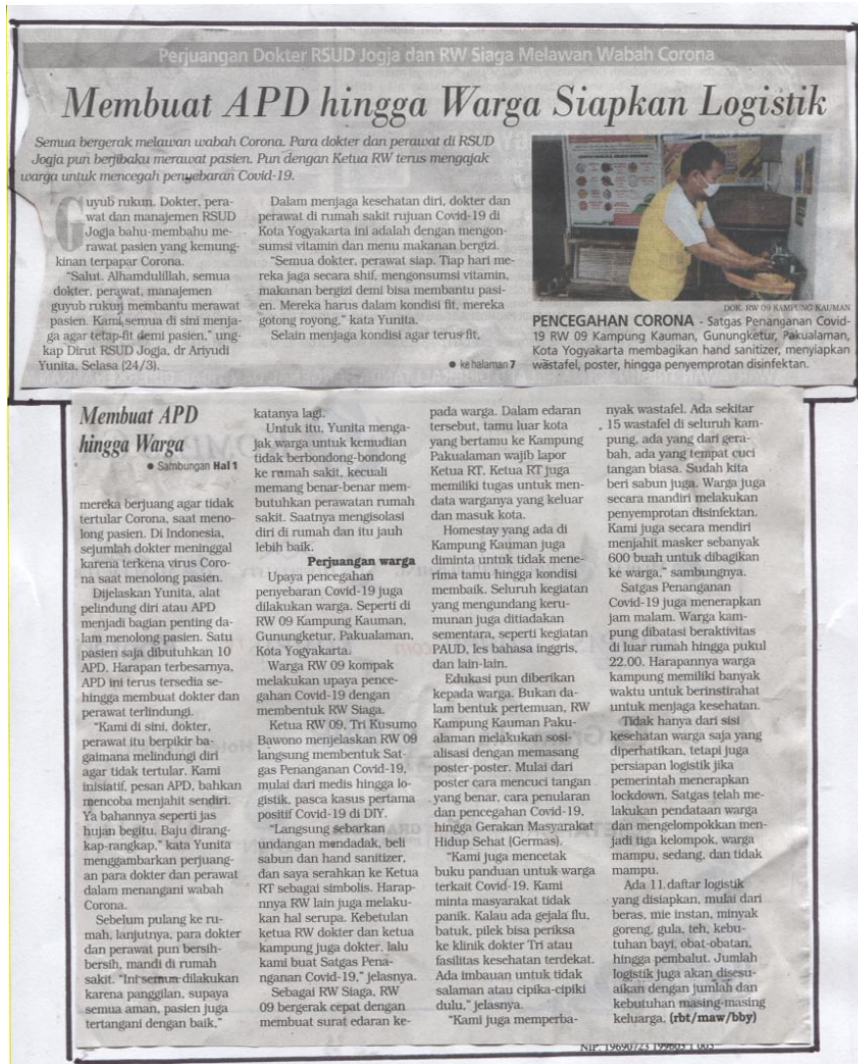 Perjuangan Dokter RSUD Jogja dan RW Siaga Melawan Wabah Corona
Membuat APD hingga Warga Siapkan Logistik
Semua bergerak melawan wabah Corona. Para dokter dan perawat di RSUD
Jogja pun berjibaku merawat pasien. Pun dengan Ketua RW terus mengajak
warga untuk mencegah penyebaran Covid-19.
Guyub rukun. Dokter, pera-
wat dan manajemen RSUD
Jogja bahu-membahu me-
rawat pasien yang kemung-
kinan terpapar Corona.
"Salut. Alhamdulillah, semua
dokter, perawat, manajemen
guyub rukun membantu merawat
pasien. Kami semua di sini menja-
ga agar tetap fit demi pasien," ung-
kap Dirut RSUD Jogja, dr Ariyudi
Yunita, Selasa (24/3).
Dalam menjaga kesehatan diri, dokter dan
perawat di rumah sakit rujuan Covid-19 di
Kota Yogyakarta ini adalah dengan mengon-
sumsi vitamin dan menu makanan bergizi.
"Semua dokter, perawat siap. Tiap hari me-
reka jaga secara shif, mengonsumsi vitamin,
makanan bergizi demi bisa membantu pasi-
en. Mereka harus dalam kondisi fit, mereka
gotong royong," kata Yunita.
Selain menjaga kondisi agar terus fit,
● ke halaman 7
DOK. RW 09 KAMPUNG KAUMAN
PENCEGAHAN CORONA - Satgas Penanganan Covid-
19 RW 09 Kampung Kauman, Gunungketur, Pakualaman,
Kota Yogyakarta membagikan hand sanitizer, menyiapkan
wastafel, poster, hingga penyemprotan disinfektan.
Membuat APD
hingga Warga
● Sambungan Hal 1
mereka berjuang agar tidak
tertular Corona, saat meno-
long pasien. Di Indonesia,
sejumlah dokter meninggal
karena terkena virus Coro-
na saat menolong pasien.
Dijelaskan Yunita, alat
pelindung diri atau APD
menjadi bagian penting da-
lam menolong pasien. Satu
pasien saja dibutuhkan 10
APD. Harapan terbesarnya,
APD ini terus tersedia se-
hingga membuat dokter dan
perawat terlindungi.
"Kami di sini, dokter,
perawat itu berpikir ba-
gaimana melindungi diri
agar tidak tertular. Kami
inisiatif, pesan APD, bahkan
mencoba menjahit sendiri.
Ya bahannya seperti jas
hujan begitu. Baju dirang-
kap-rangkap," kata Yunita
menggambarkan perjuang-
an para dokter dan perawat
dalam menangani wabah
Corona.
Sebelum pulang ke ru-
mah, lanjutnya, para dokter
dan perawat pun bersih-
bersih, mandi di rumah
sakit. "Ini semua dilakukan
karena panggilan, supaya
semua aman, pasien juga
tertangani dengan baik,"
katanya lagi.
Untuk itu, Yunita menga-
jak warga untuk kemudian
tidak berbondong-bondong
ke rumah sakit, kecuali
memang benar-benar mem-
butuhkan perawatan rumah
sakit. Saatnya mengisolasi
diri di rumah dan itu jauh
lebih baik.
Perjuangan warga
Upaya pencegahan
penyebaran Covid-19 juga
dilakukan warga. Seperti di
RW 09 Kampung Kauman,
Gunungketur, Pakualaman,
Kota Yogyakarta.
Warga RW 09 kompak
melakukan upaya pence-
gahan Covid-19 dengan
membentuk RW Siaga.
Ketua RW 09, Tri Kusumo
Bawono menjelaskan RW 09
langsung membentuk Sat-
gas Penanganan Covid-19,
mulai dari medis hingga lo-
gistik, pasca kasus pertama
positif Covid-19 di DIY.
"Langsung sebarkan
undangan mendadak, beli
sabun dan hand sanitizer,
dan saya serahkan ke Ketua
RT sebagai simbolis. Harap-
nnya RW lain juga melaku-
kan hal serupa. Kebetulan
ketua RW dokter dan ketua
kampung juga dokter, lalu
kami buat Satgas Pena-
nganan Covid-19," jelasnya.
Sebagai RW Siaga, RW
09 bergerak cepat dengan
membuat surat edaran ke-
pada warga. Dalam edaran
tersebut, tamu luar kota
yang bertamu ke Kampung
Pakualaman wajib lapor
Ketua RT. Ketua RT juga
memiliki tugas untuk men-
data warganya yang keluar
dan masuk kota.
Homestay yang ada di
Kampung Kauman juga
diminta untuk tidak mene-
rima tamu hingga kondisi
membaik. Seluruh kegiatan
yang mengundang keru-
munan juga ditiadakan
sementara, seperti kegiatan
PAUD, les bahasa inggris,
dan lain-lain.
Edukasi pun diberikan
kepada warga. Bukan da-
lam bentuk pertemuan, RW
Kampung Kauman Paku-
alaman melakukan sosi-
alisasi dengan memasang
poster-poster. Mulai dari
poster cara mencuci tangan
yang benar, cara penularan
dan pencegahan Covid-19,
hingga Gerakan Masyarakat
Hidup Sehat (Germas).
"Kami juga mencetak
buku panduan untuk warga
terkait Covid-19. Kami
minta masyarakat tidak
panik. Kalau ada gejala flu,
batuk, pilek bisa periksa
ke klinik dokter Tri atau
fasilitas kesehatan terdekat.
Ada imbauan untuk tidak
salaman atau cipika-cipiki
dulu," jelasnya.
"Kami juga memperba-
nyak wastafel. Ada sekitar
15 wastafel di seluruh kam-
pung, ada yang dari gera-
bah, ada yang tempat cuci
tangan biasa. Sudah kita
beri sabun juga. Warga juga
secara mandiri melakukan
penyemprotan disinfektan.
Kami juga secara mendiri
menjahit masker sebanyak
600 buah untuk dibagikan
ke warga," sambungnya.
Satgas Penanganan
Covid-19 juga menerapkan
jam malam. Warga kam-
pung dibatasi beraktivitas
di luar rumah hingga pukul
22.00. Harapannya warga
kampung memiliki banyak
waktu untuk berinstirahat
untuk menjaga kesehatan.
Tidak hanya dari sisi
kesehatan warga saja yang
diperhatikan, tetapi juga
persiapan logistik jika
pemerintah menerapkan
lockdown. Satgas telah me-
lakukan pendataan warga
dan mengelompokkan men-
jadi tiga kelompok, warga
mampu, sedang, dan tidak
mampu.
Ada 11 daftar logistik
yang disiapkan, mulai dari
beras, mie instan, minyak
goreng, gula, teh, kebu-
tuhan bayi, obat-obatan,
hingga pembalut. Jumlah
logistik juga akan disesu-
aikan dengan jumlah dan
kebutuhan masing-masing
keluarga. (rbt/maw/bby)
NIP. 19690723 199603 1 005